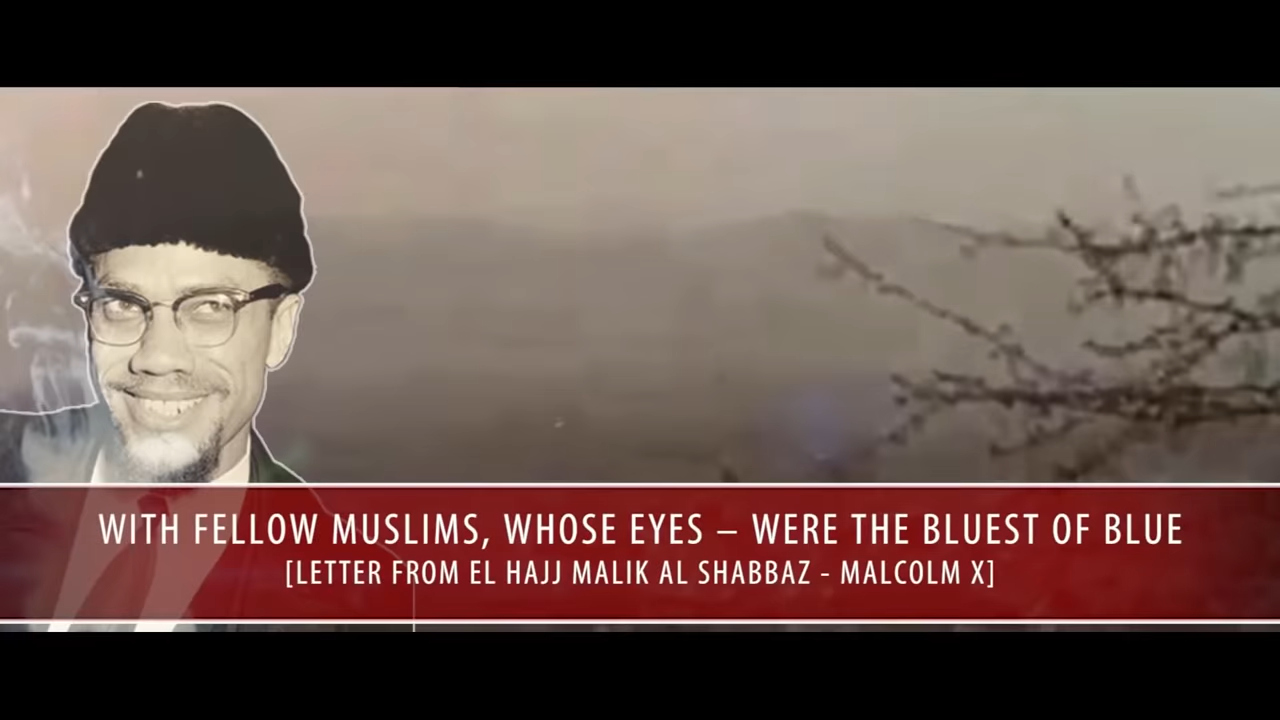 WITH FELLOW MUSLIMS, WHOSE EYES – WERE THE BLUEST OF BLUE
[LETTER FROM EL HAJJ MALIK AL SHABBAZ - MALCOLM X]